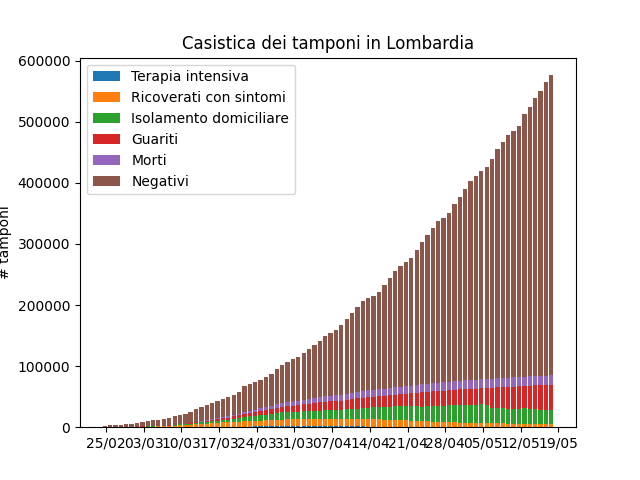 Casistica dei tamponi in Lombardia
600000
500000
400000
300000
200000
100000
0
# tamponi
Terapia intensiva
Ricoverati con sintomi
Isolamento domiciliare
Guariti
Morti
Negativi
25/02 03/03 10/03 17/03 24/03 31/03 07/04 14/04 21/04 28/04 05/05 12/05 19/05